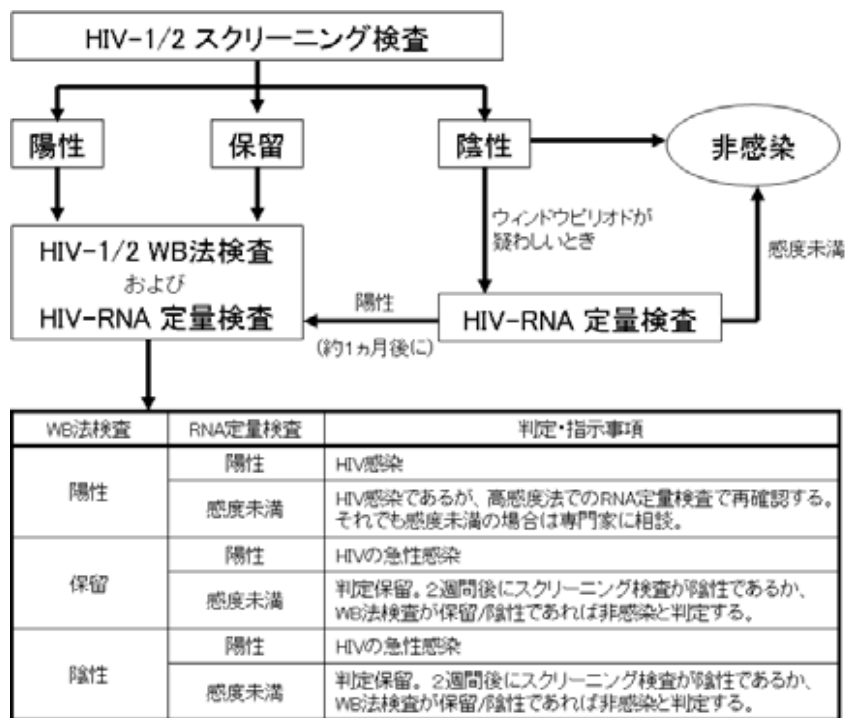 HIV-1/2 スクリーニング検査
陽性
保留
陰性
非感染
ウィンドウピリオドが
疑わしいとき
感度未満
HIV-1/2 WB法検査
および
HIV-RNA 定量検査
陽性
(約1ヵ月後に)
HIV-RNA 定量検査
WB法検査 RNA定量検査 判定・指示事項
陽性
陽性 HIV感染
感度未満
HIV感染であるが、高感度法でのRNA定量検査で再確認する。
それでも感度未満の場合は専門家に相談。
保留
陽性 HIVの急性感染
感度未満
判定保留。2週間後にスクリーニング検査が陰性であるか、
WB法検査が保留/陰性であれば非感染と判定する。
陰性
陽性 HIVの急性感染
感度未満
判定保留。2週間後にスクリーニング検査が陰性であるか、
WB法検査が保留/陰性であれば非感染と判定する。